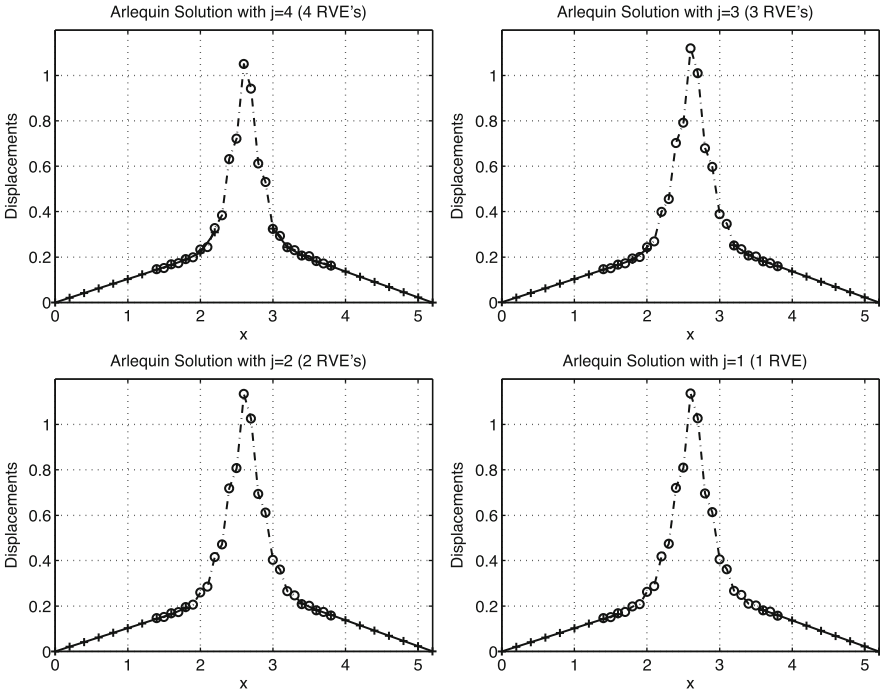 Arlequin Solution with j=4 (4 RVE's)
1
0.8
0.6
0.4
0.2
0
Displacements
0 1 2 3 4 5
x
Arlequin Solution with j=3 (3 RVE's)
1
0.8
0.6
0.4
0.2
0
Displacements
0 1 2 3 4 5
x
Arlequin Solution with j=2 (2 RVE's)
1
0.8
0.6
0.4
0.2
0
Displacements
0 1 2 3 4 5
x
Arlequin Solution with j=1 (1 RVE)
1
0.8
0.6
0.4
0.2
0
Displacements
0 1 2 3 4 5
x